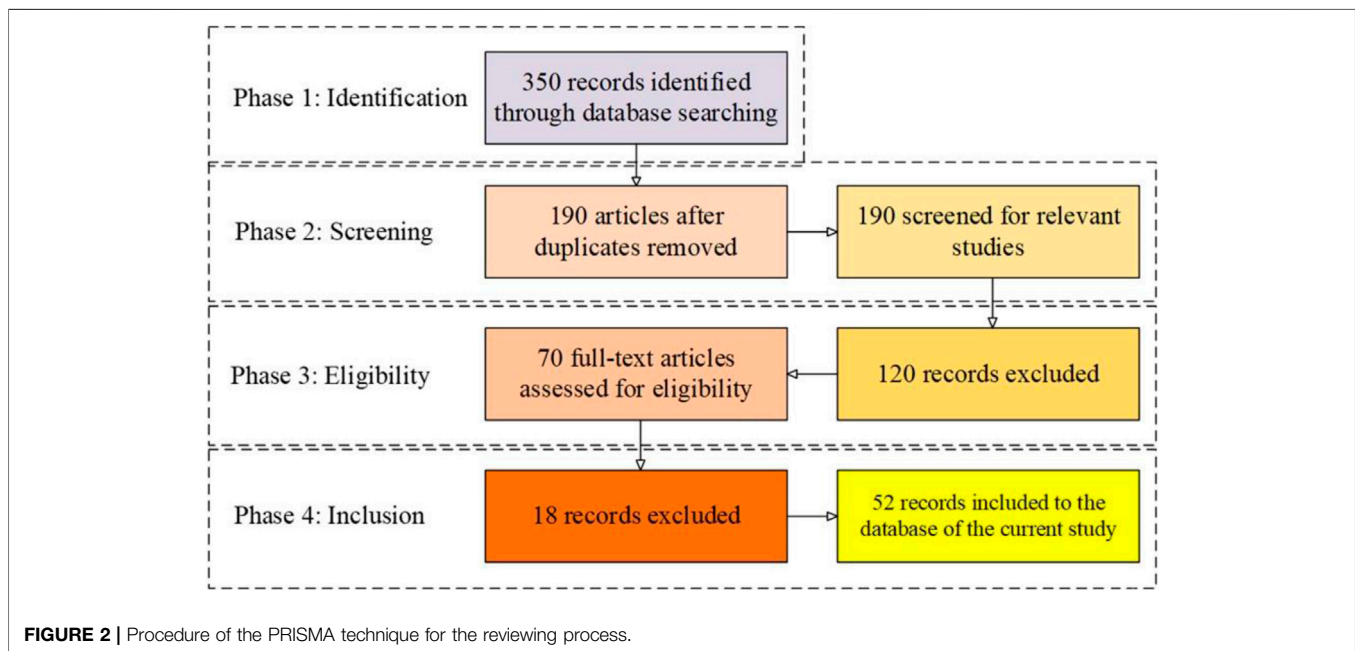 Phase 1: Identification
350 records identified
through database searching
Phase 2: Screening
190 articles after
duplicates removed
190 screened for relevant
studies
Phase 3: Eligibility
70 full-text articles
assessed for eligibility
120 records excluded
Phase 4: Inclusion
18 records excluded
52 records included to the
database of the current study
FIGURE 2 | Procedure of the PRISMA technique for the reviewing process.